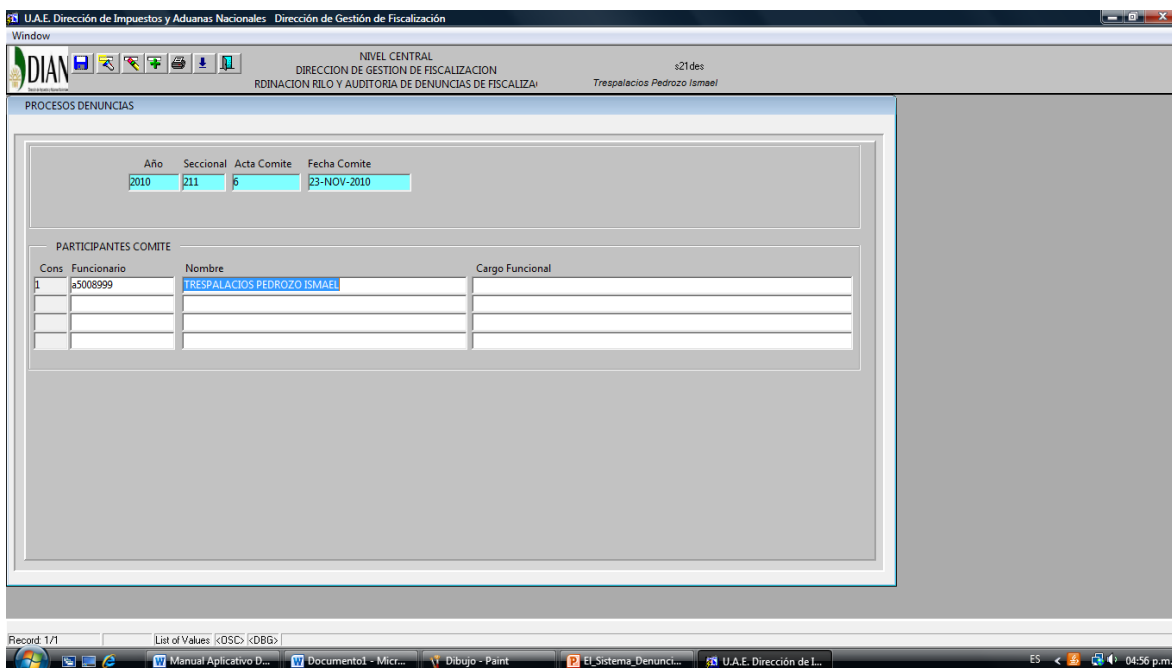 U.A.E. Dirección de Impuestos y Aduanas Nacionales Dirección de Gestión de Fiscalización
Window
DIAN
NIVEL CENTRAL
DIRECCION DE GESTION DE FISCALIZACION
RDINACION RILO Y AUDITORIA DE DENUNCIAS DE FISCALIZA
s21des
Trespalacios Pedrozo Ismael
PROCESOS DENUNCIAS
Año Seccional Acta Comite Fecha Comite
2010 211 6 23-NOV-2010
PARTICIPANTES COMITE
Cons Funcionario Nombre Cargo Funcional
1 a5008999 TRESPALACIOS PEDROZO ISMAEL
Record: 1/1 List of Values <OSC> <DBG>
Manual Aplicativo D... Documento1 - Micr... Dibujo - Paint El_Sistema_Denunci... U.A.E. Dirección de I... ES < 04:56 p.m.